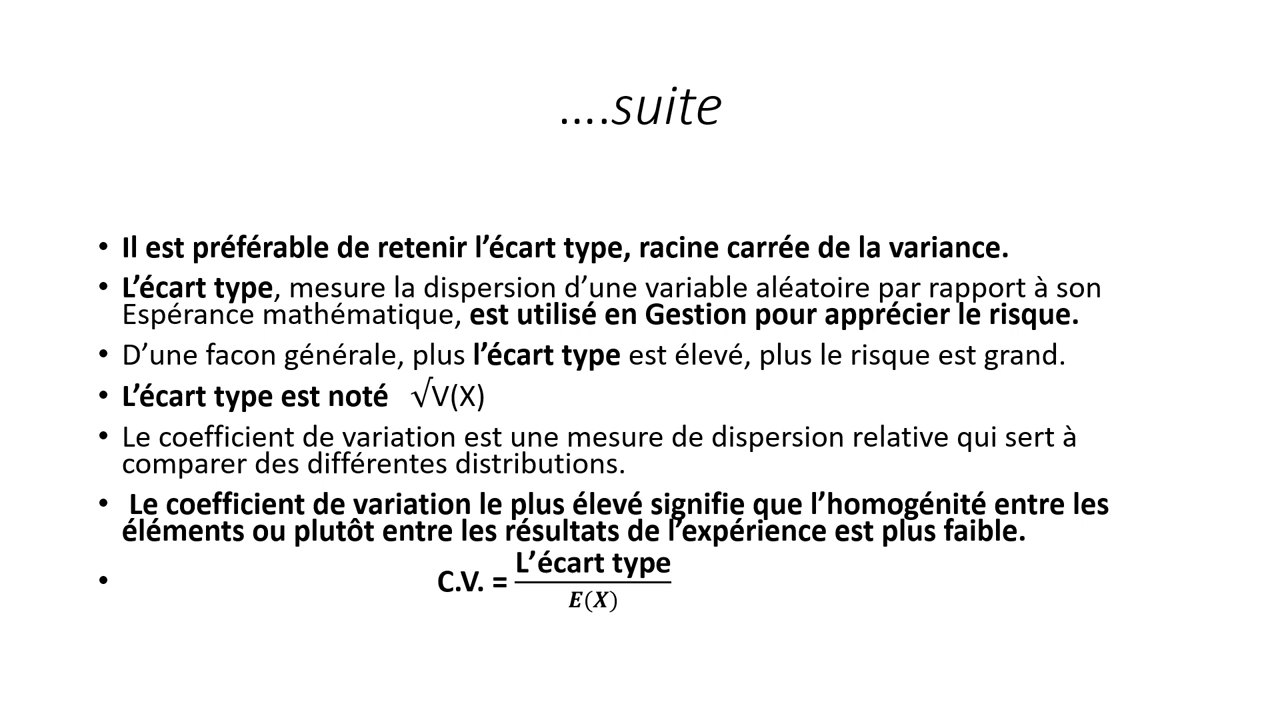 ….suite
• Il est préférable de retenir l’écart type, racine carrée de la variance.
• L’écart type, mesure la dispersion d’une variable aléatoire par rapport à son
Espérance mathématique, est utilisé en Gestion pour apprécier le risque.
• D’une facon générale, plus l’écart type est élevé, plus le risque est grand.
• L’écart type est noté √V(X)
• Le coefficient de variation est une mesure de dispersion relative qui sert à
comparer des différentes distributions.
• Le coefficient de variation le plus élevé signifie que l’homogénité entre les
éléments ou plutôt entre les résultats de l’expérience est plus faible.
L’écart type
• C.V. =
E(X)